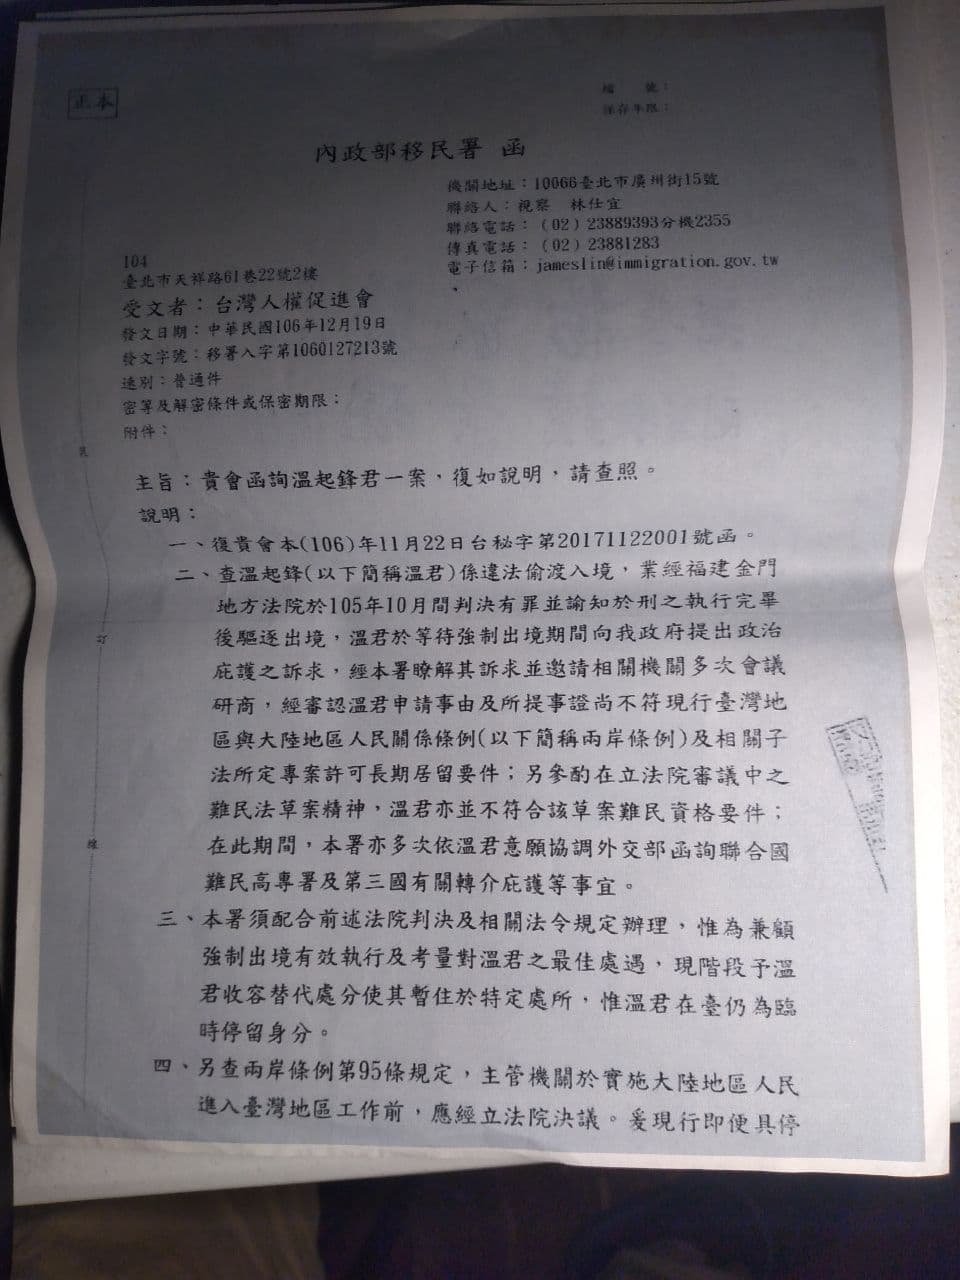 正本
編　　號：
保存年限：
內政部移民署 函
機關地址：10066臺北市廣州街15號
聯絡人：視察　林仕宜
聯絡電話：（02）23889393分機2355
傳真電話：（02）23881283
電子信箱：jameslin@immigration.gov.tw
104
臺北市天祥路61巷22號2樓
受文者：台灣人權促進會
發文日期：中華民國106年12月19日
發文字號：移署入字第1060127213號
速別：普通件
密等及解密條件或保密期限：
附件：
主旨：貴會函詢溫起鋒君一案，復如說明，請查照。
說明：
一、復貴會本(106)年11月22日台秘字第20171122001號函。
二、查溫起鋒(以下簡稱溫君)係違法偷渡入境，業經福建金門
地方法院於105年10月間判決有罪並諭知於刑之執行完畢
後驅逐出境，溫君於等待強制出境期間向我政府提出政治
庇護之訴求，經本署瞭解其訴求並邀請相關機關多次會議
研商，經審認溫君申請事由及所提事證尚不符現行臺灣地
區與大陸地區人民關係條例(以下簡稱兩岸條例)及相關子
法所定專案許可長期居留要件；另參酌在立法院審議中之
難民法草案精神，溫君亦並不符合該草案難民資格要件；
在此期間，本署亦多次依溫君意願協調外交部函詢聯合國
難民高專署及第三國有關轉介庇護等事宜。
三、本署須配合前述法院判決及相關法令規定辦理，惟為兼顧
強制出境有效執行及考量對溫君之最佳處遇，現階段予溫
君收容替代處分使其暫住於特定處所，惟溫君在臺仍為臨
時停留身分。
四、另查兩岸條例第95條規定，主管機關於實施大陸地區人民
進入臺灣地區工作前，應經立法院決議。爰現行即便具停
裝
訂
線